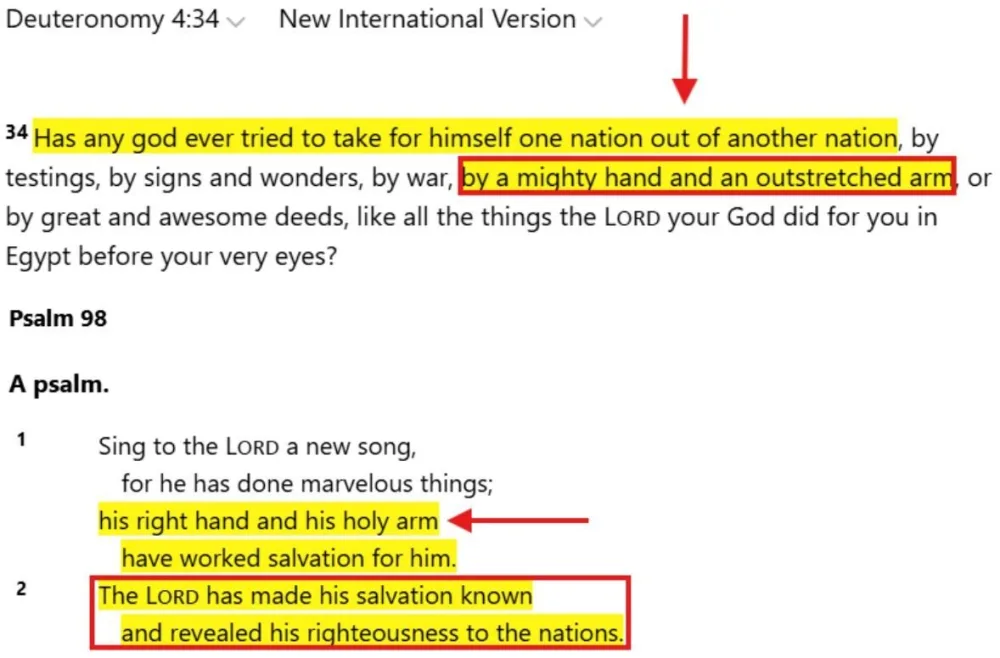 Deuteronomy 4:34 New International Version
34 Has any god ever tried to take for himself one nation out of another nation, by
testings, by signs and wonders, by war, by a mighty hand and an outstretched arm, or
by great and awesome deeds, like all the things the LORD your God did for you in
Egypt before your very eyes?
Psalm 98
A psalm.
1 Sing to the LORD a new song,
for he has done marvelous things;
his right hand and his holy arm
have worked salvation for him.
2 The LORD has made his salvation known
and revealed his righteousness to the nations.